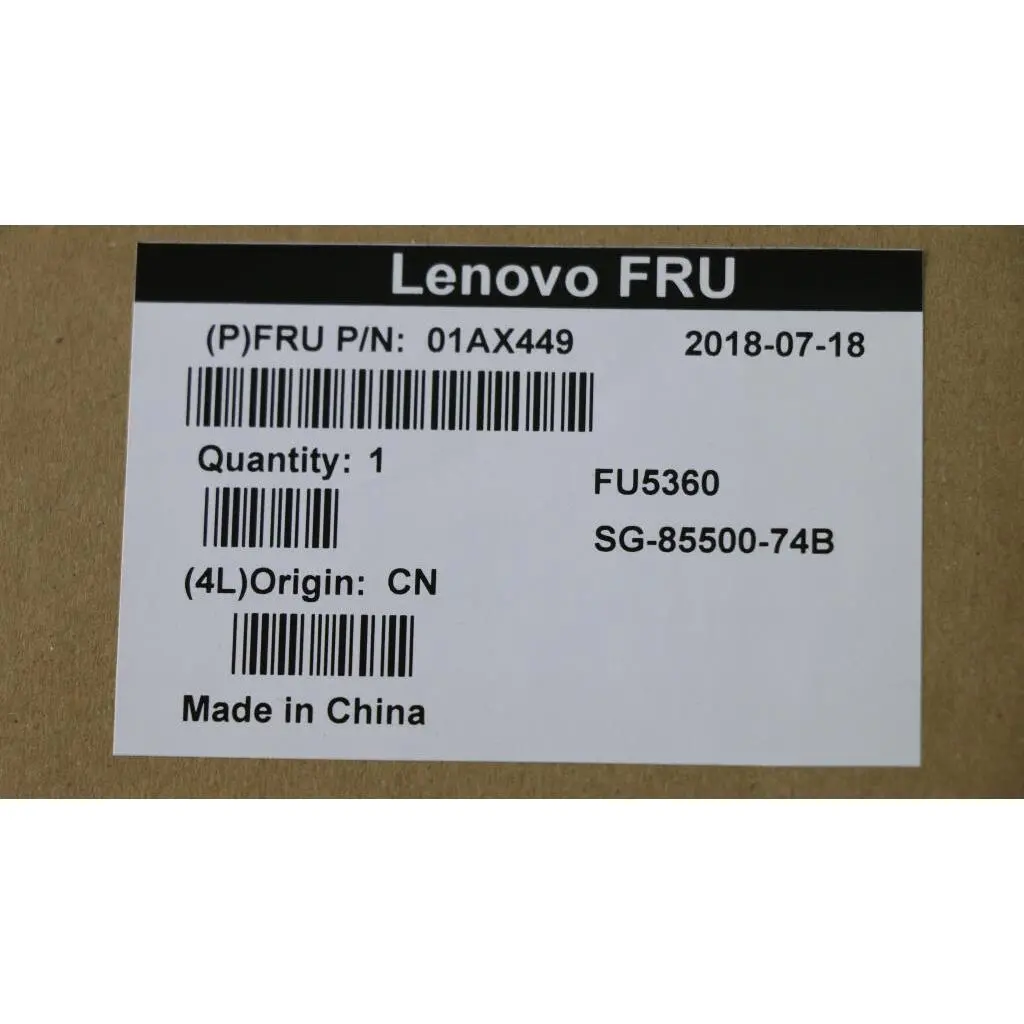 Lenovo FRU
(P)FRU P/N: 01AX449 2018-07-18
Quantity: 1
FU5360
SG-85500-74B
(4L)Origin: CN
Made in China